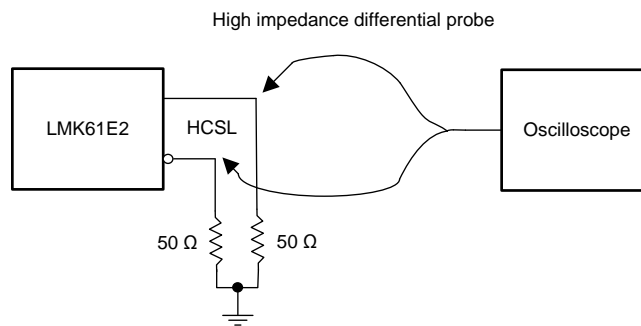 High impedance differential probe
LMK61E2
HCSL
Oscilloscope
50 Ω
50 Ω